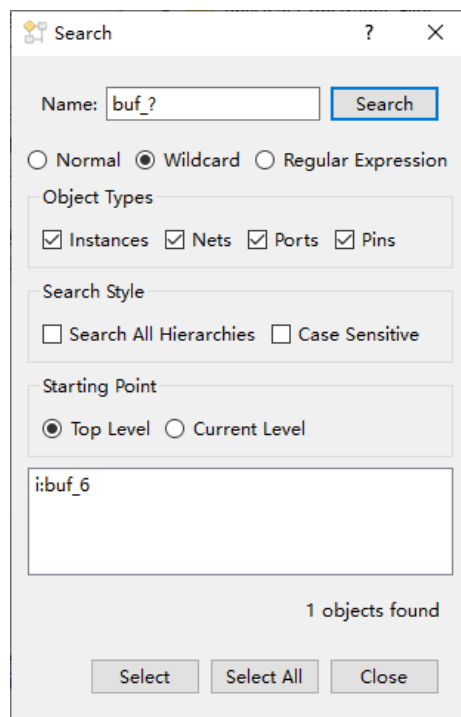 Search
?
Name: buf_? Search
Normal Wildcard Regular Expression
Object Types
Instances Nets Ports Pins
Search Style
Search All Hierarchies Case Sensitive
Starting Point
Top Level Current Level
i:buf_6
1 objects found
Select Select All Close